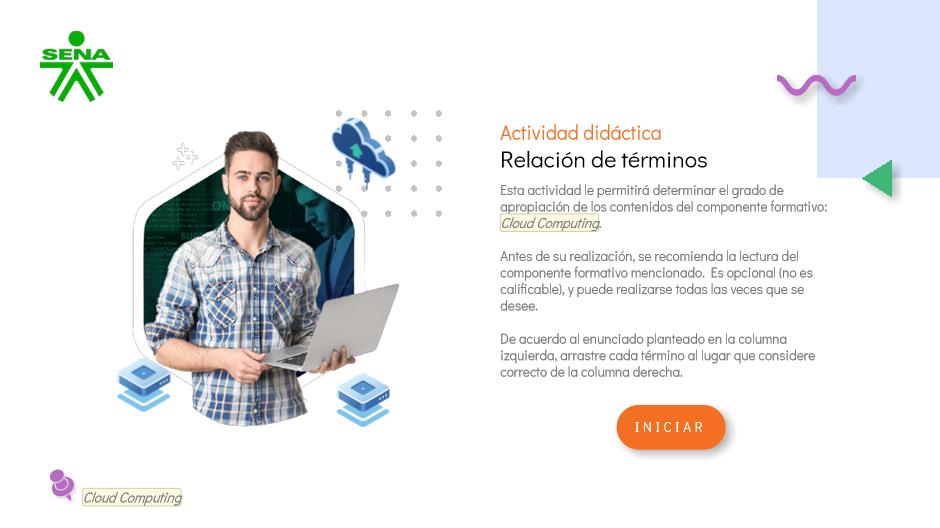 SENA
Actividad didáctica
Relación de términos
Esta actividad le permitirá determinar el grado de
apropiación de los contenidos del componente formativo:
Cloud Computing.
Antes de su realización, se recomienda la lectura del
componente formativo mencionado. Es opcional (no es
calificable), y puede realizarse todas las veces que se
desee.
De acuerdo al enunciado planteado en la columna
izquierda, arrastre cada término al lugar que considere
correcto de la columna derecha.
INICIAR
Cloud Computing